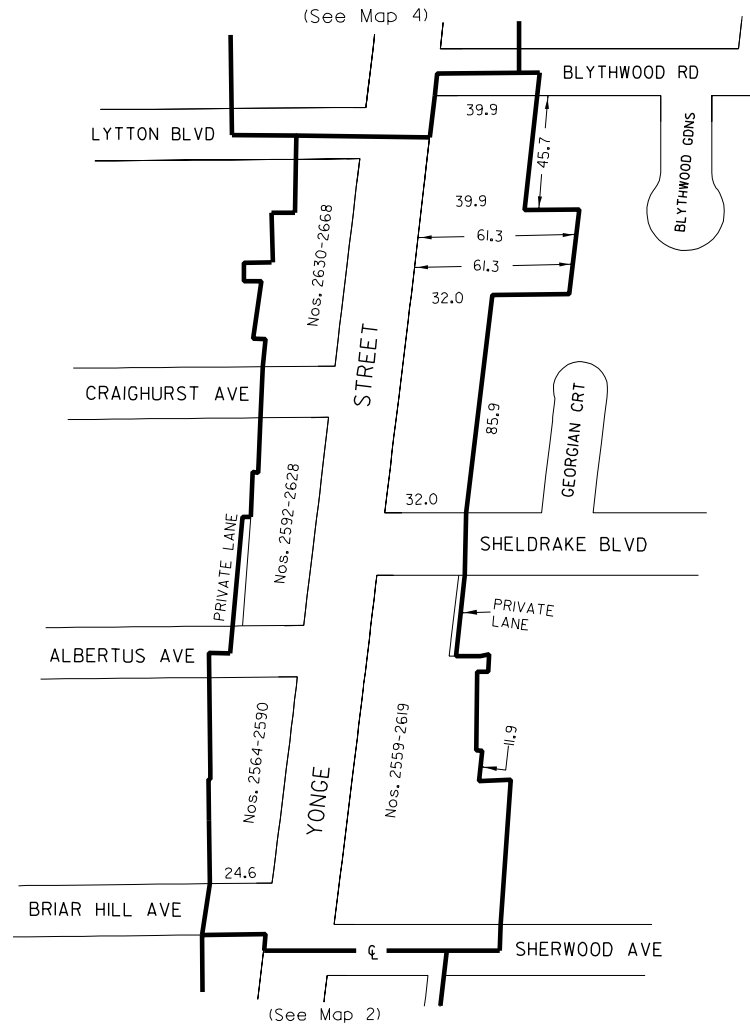 (See Map 4)
BLYTHWOOD RD
39.9
LYTTON BLVD
45.7
BLYTHWOOD GDNS
39.9
61.3
61.3
Nos. 2630-2668
32.0
STREET
CRAIGHURST AVE
85.9
GEORGIAN CRT
32.0
Nos. 2592-2628
PRIVATE LANE
SHELDRAKE BLVD
PRIVATE
LANE
ALBERTUS AVE
Nos. 2564-2590
Nos. 2559-2619
11.9
YONGE
24.6
BRIAR HILL AVE
℄
SHERWOOD AVE
(See Map 2)